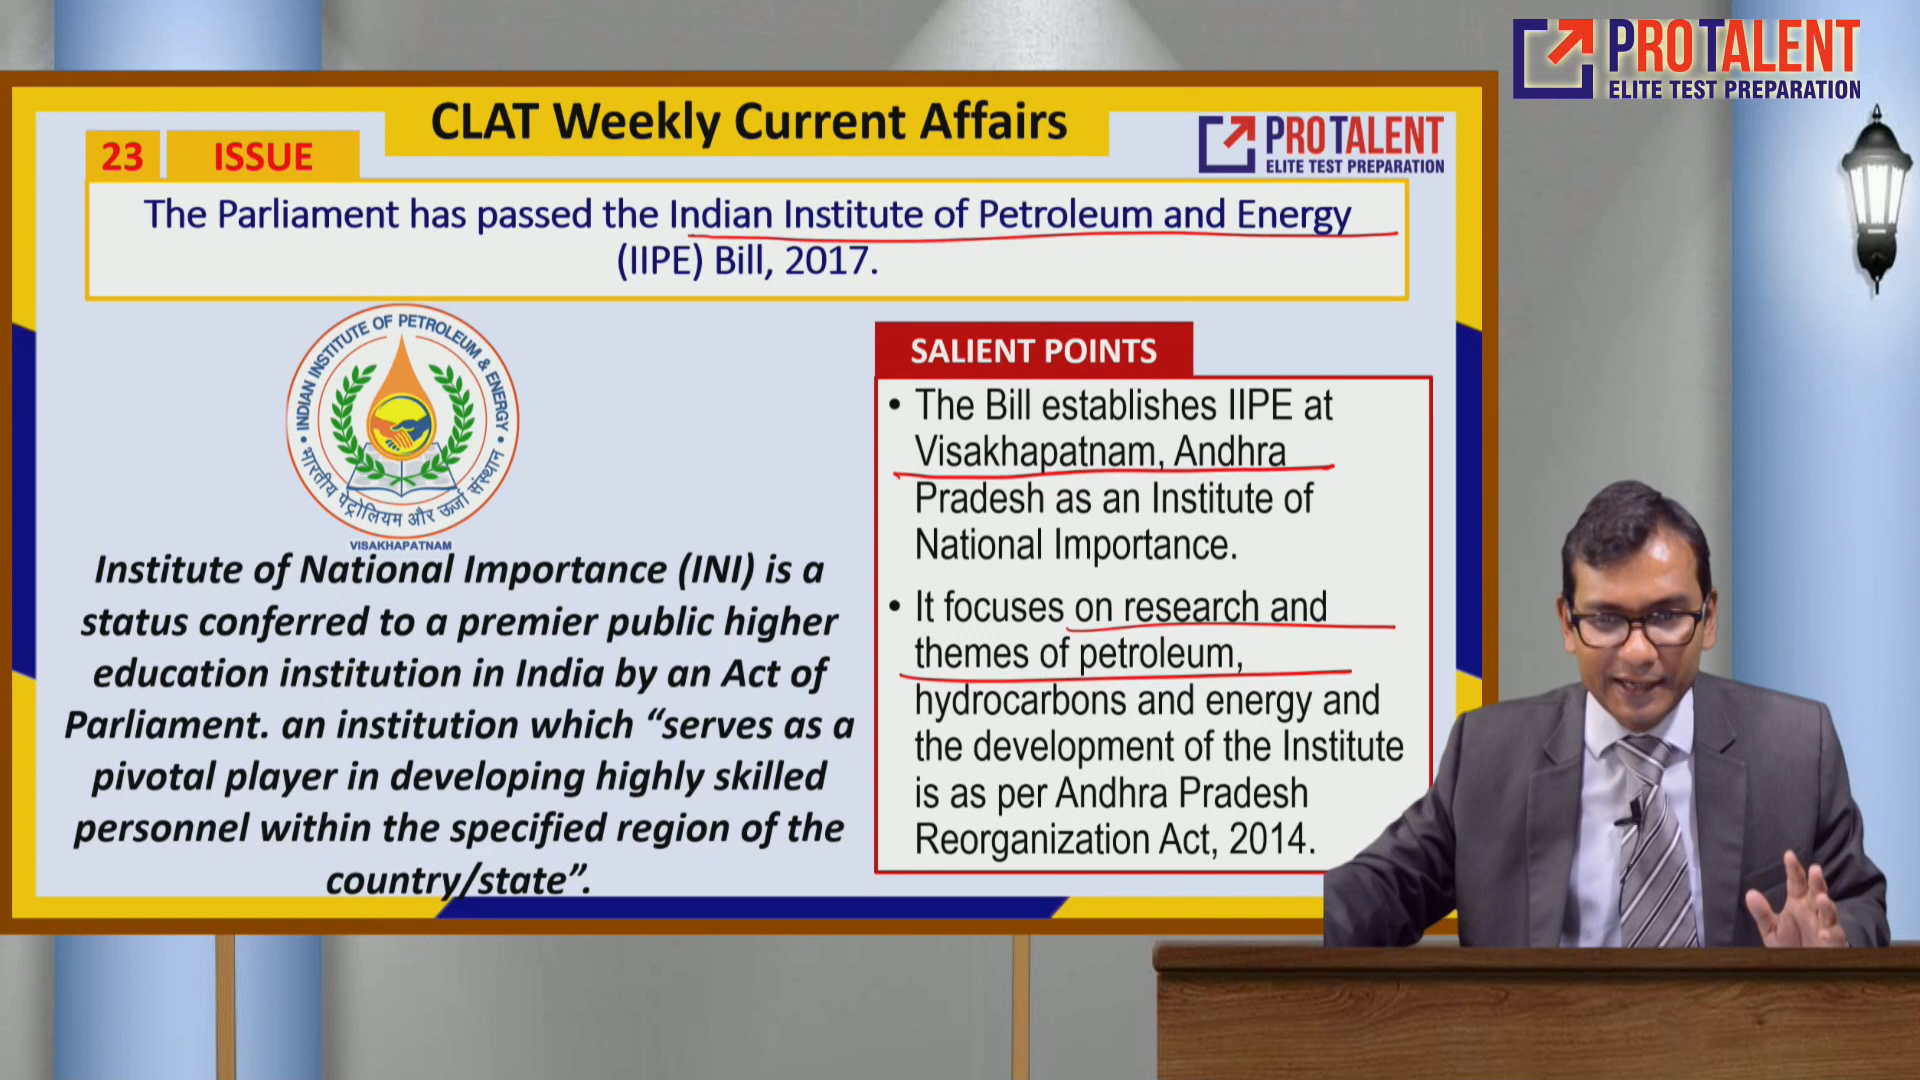 PROTALENT
ELITE TEST PREPARATION
CLAT Weekly Current Affairs
PROTALENT
ELITE TEST PREPARATION
23
ISSUE
The Parliament has passed the Indian Institute of Petroleum and Energy
(IIPE) Bill, 2017.
INDIAN INSTITUTE OF PETROLEUM & ENERGY
भारतीय पेट्रोलियम और ऊर्जा संस्थान
VISAKHAPATNAM
Institute of National Importance (INI) is a
status conferred to a premier public higher
education institution in India by an Act of
Parliament. an institution which “serves as a
pivotal player in developing highly skilled
personnel within the specified region of the
country/state”.
SALIENT POINTS
• The Bill establishes IIPE at
Visakhapatnam, Andhra
Pradesh as an Institute of
National Importance.
• It focuses on research and
themes of petroleum,
hydrocarbons and energy and
the development of the Institute
is as per Andhra Pradesh
Reorganization Act, 2014.